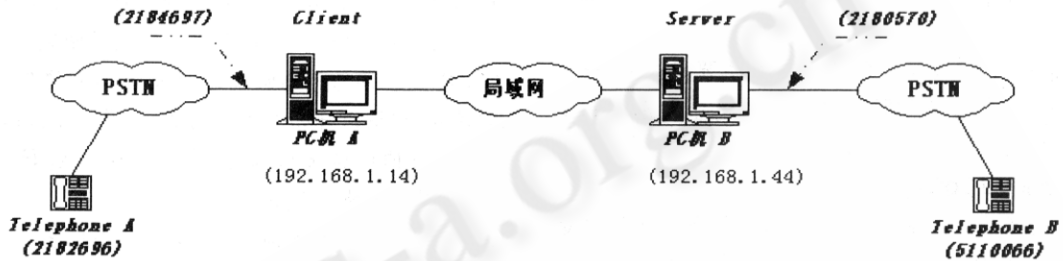 (2184697) Client Server (2180570)
PSTN 局域网 PSTN
PC机 A PC机 B
(192.168.1.14) (192.168.1.44)
Telephone A Telephone B
(2182696) (5110066)